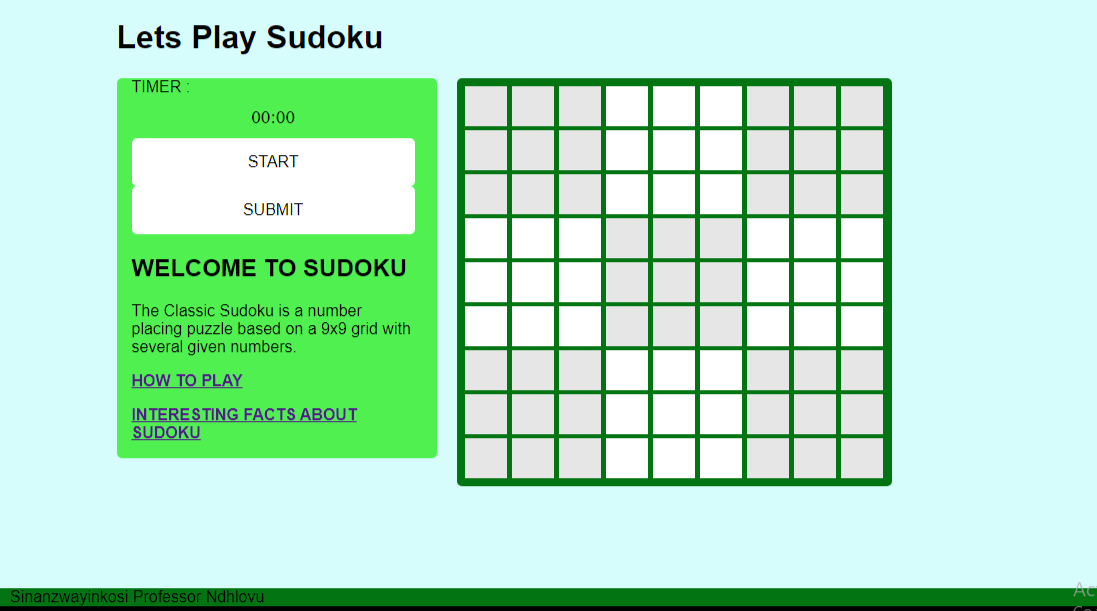 Lets Play Sudoku
TIMER :
00:00
START
SUBMIT
WELCOME TO SUDOKU
The Classic Sudoku is a number
placing puzzle based on a 9x9 grid with
several given numbers.
HOW TO PLAY
INTERESTING FACTS ABOUT
SUDOKU
Sinanzwayinkosi Professor Ndhlovu